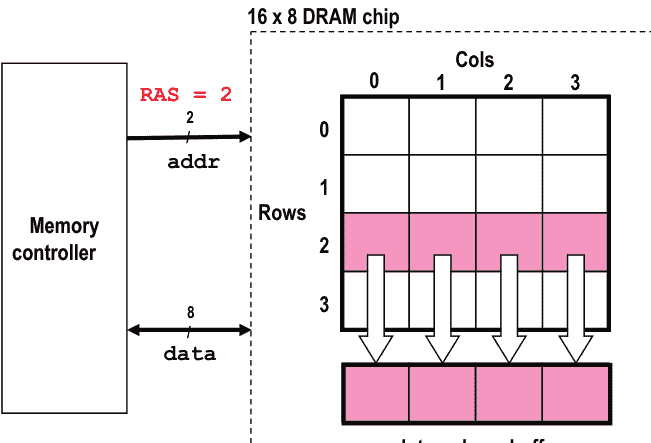 16 x 8 DRAM chip
Cols
0 1 2 3
RAS = 2
2
addr
0
1
Rows
2
3
Memory
controller
8
data